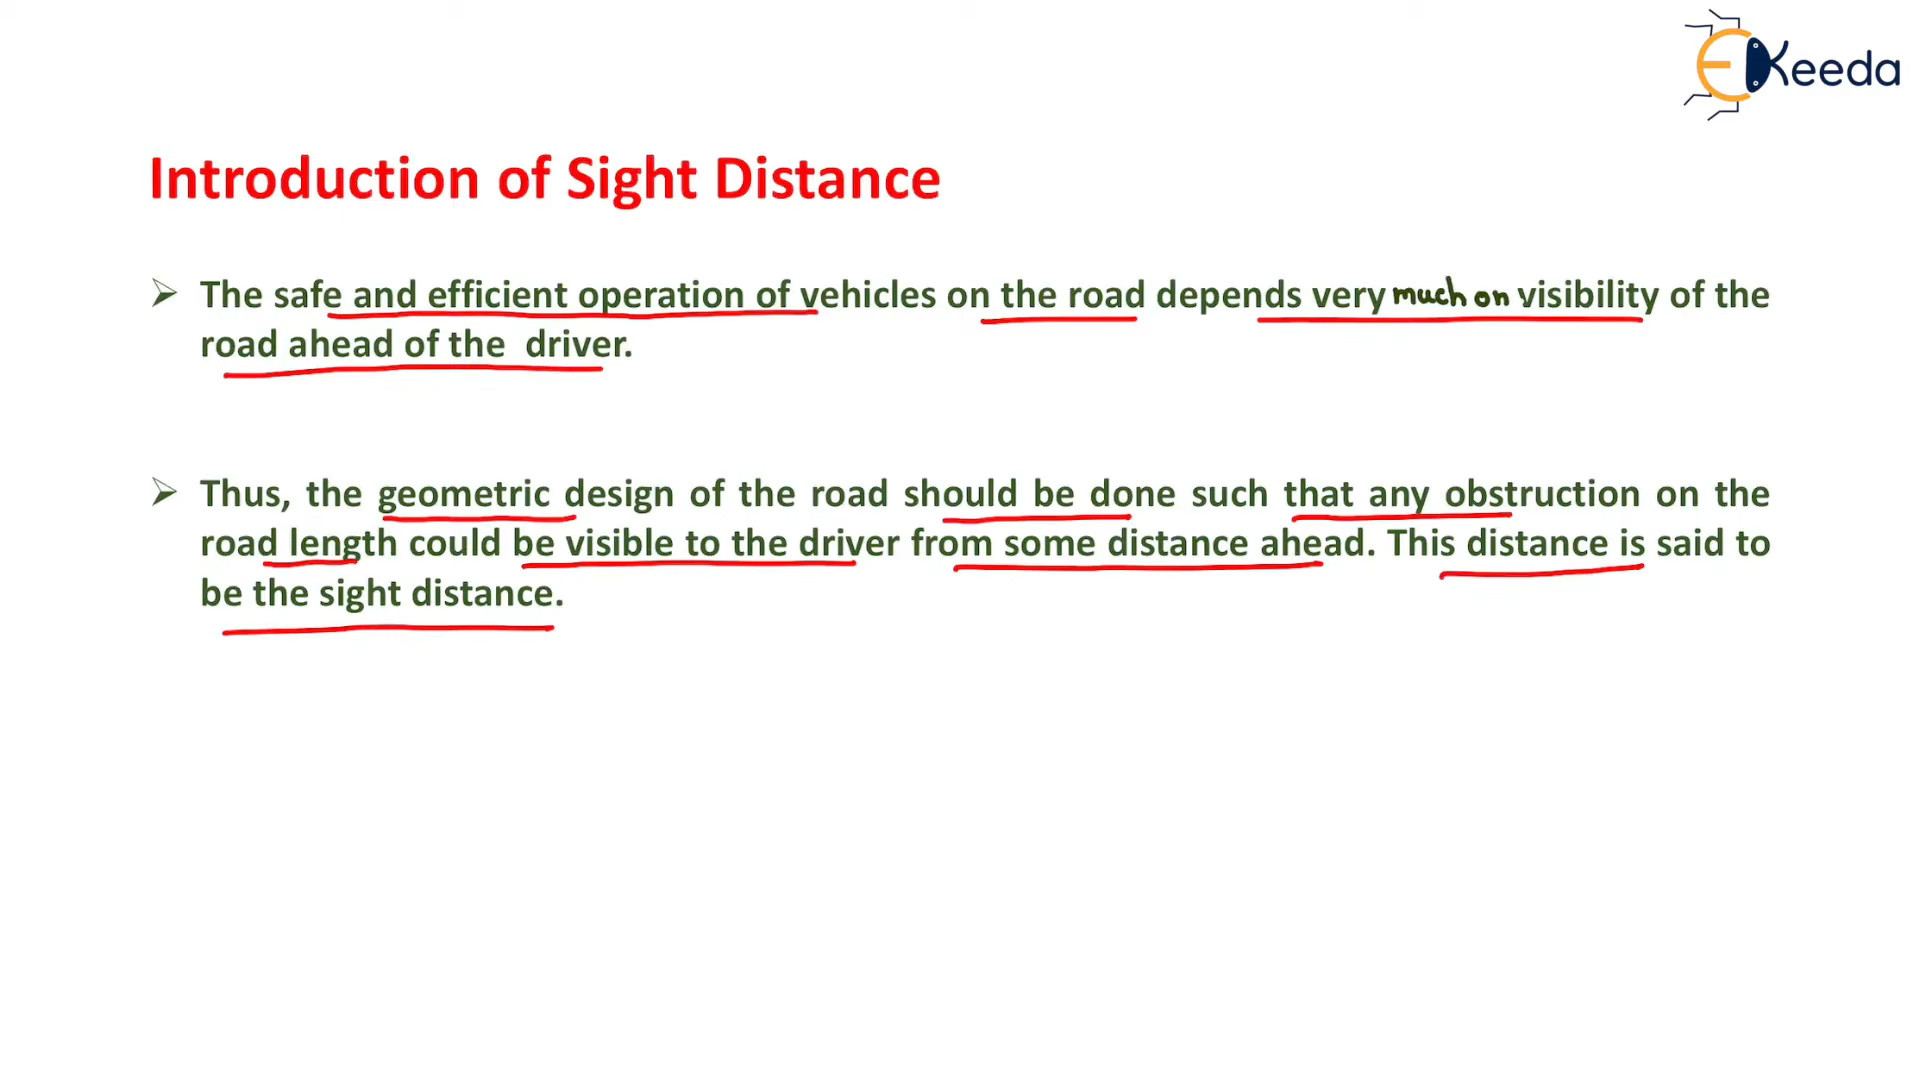 EKeeda
Introduction of Sight Distance
➢ The safe and efficient operation of vehicles on the road depends very much on visibility of the
road ahead of the driver.
➢ Thus, the geometric design of the road should be done such that any obstruction on the
road length could be visible to the driver from some distance ahead. This distance is said to
be the sight distance.